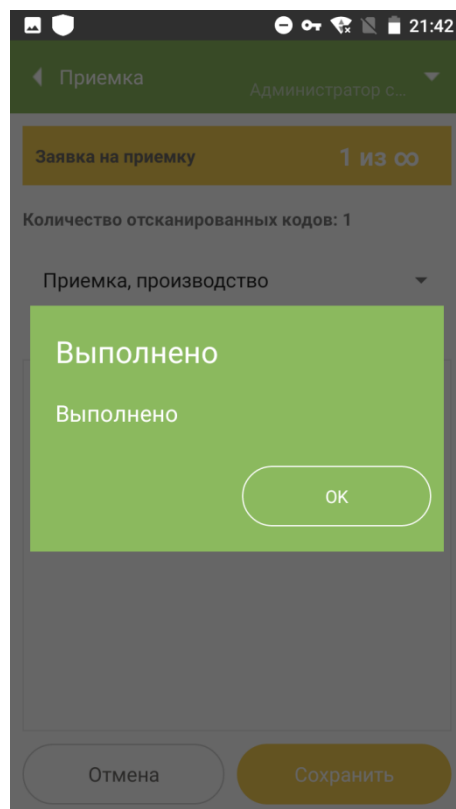 21:42
Приемка
Администратор с...
Заявка на приемку 1 из ∞
Количество отсканированных кодов: 1
Приемка, производство
Выполнено
Выполнено
ОК
Отмена Сохранить